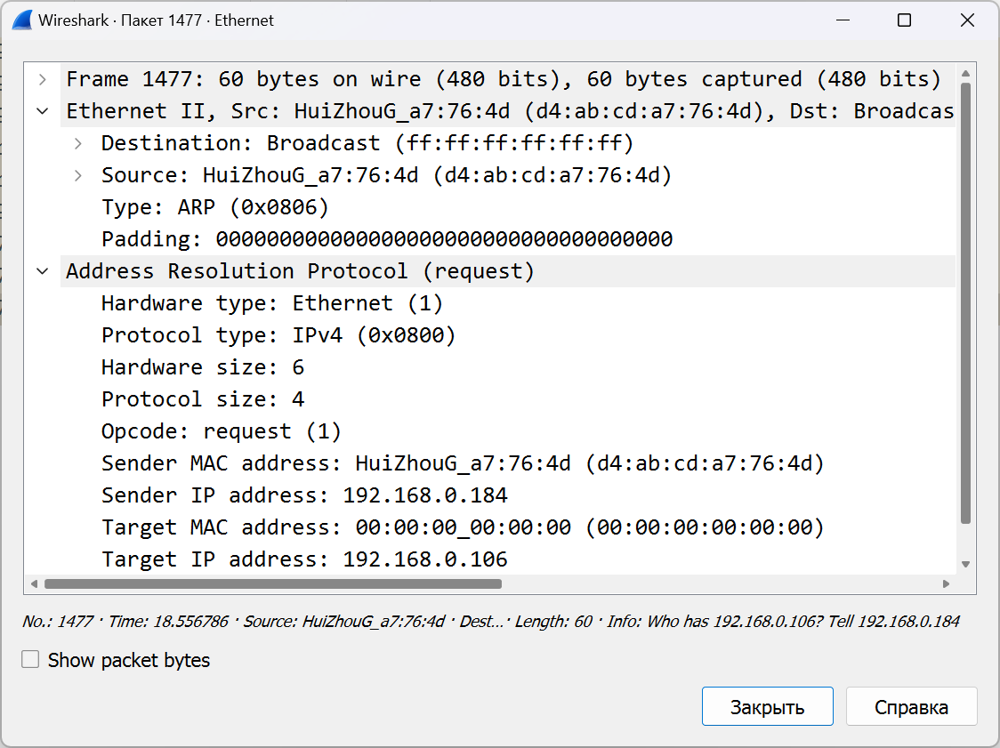 Wireshark · Пакет 1477 · Ethernet
Frame 1477: 60 bytes on wire (480 bits), 60 bytes captured (480 bits)
Ethernet II, Src: HuiZhouG_a7:76:4d (d4:ab:cd:a7:76:4d), Dst: Broadcas
Destination: Broadcast (ff:ff:ff:ff:ff:ff)
Source: HuiZhouG_a7:76:4d (d4:ab:cd:a7:76:4d)
Type: ARP (0x0806)
Padding: 000000000000000000000000000000000000
Address Resolution Protocol (request)
Hardware type: Ethernet (1)
Protocol type: IPv4 (0x0800)
Hardware size: 6
Protocol size: 4
Opcode: request (1)
Sender MAC address: HuiZhouG_a7:76:4d (d4:ab:cd:a7:76:4d)
Sender IP address: 192.168.0.184
Target MAC address: 00:00:00_00:00:00 (00:00:00:00:00:00)
Target IP address: 192.168.0.106
No.: 1477 · Time: 18.556786 · Source: HuiZhouG_a7:76:4d · Dest...· Length: 60 · Info: Who has 192.168.0.106? Tell 192.168.0.184
Show packet bytes
Закрыть Справка